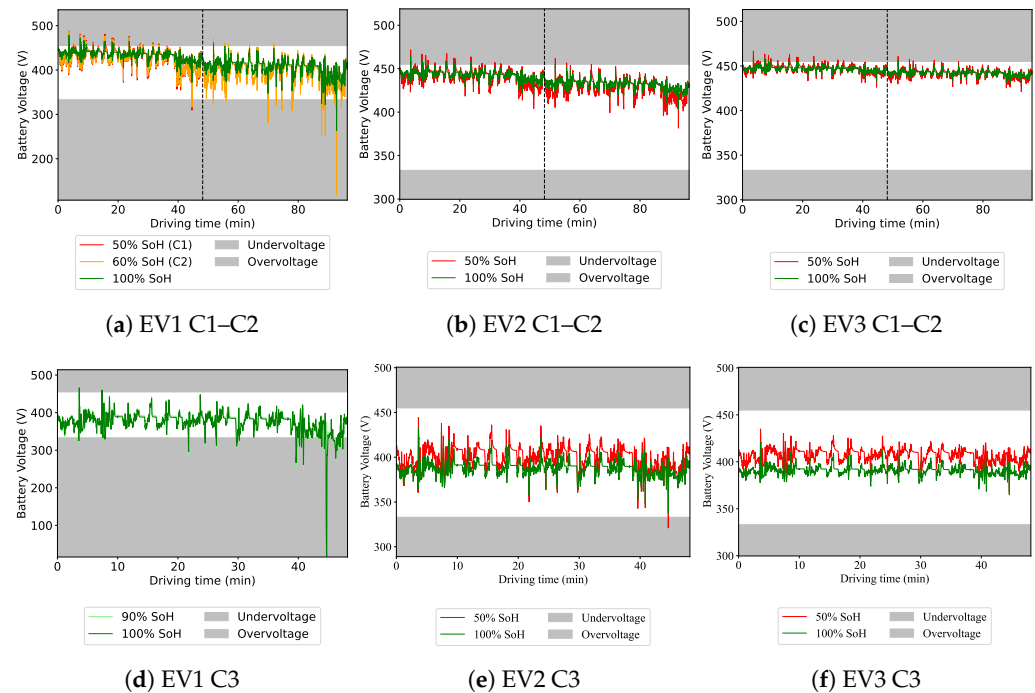 500
400
300
200
Battery Voltage (V)
0 20 40 60 80
Driving time (min)
50% SoH (C1) Undervoltage
60% SoH (C2) Overvoltage
100% SoH
(a) EV1 C1–C2
500
450
400
350
300
Battery Voltage (V)
0 20 40 60 80
Driving time (min)
50% SoH Undervoltage
100% SoH Overvoltage
(b) EV2 C1–C2
500
450
400
350
300
Battery Voltage (V)
0 20 40 60 80
Driving time (min)
50% SoH Undervoltage
100% SoH Overvoltage
(c) EV3 C1–C2
500
400
300
200
100
Battery Voltage (V)
0 10 20 30 40
Driving time (min)
90% SoH Undervoltage
100% SoH Overvoltage
(d) EV1 C3
500
450
400
350
300
Battery Voltage (V)
0 10 20 30 40
Driving time (min)
50% SoH Undervoltage
100% SoH Overvoltage
(e) EV2 C3
500
450
400
350
300
Battery Voltage (V)
0 10 20 30 40
Driving time (min)
50% SoH Undervoltage
100% SoH Overvoltage
(f) EV3 C3